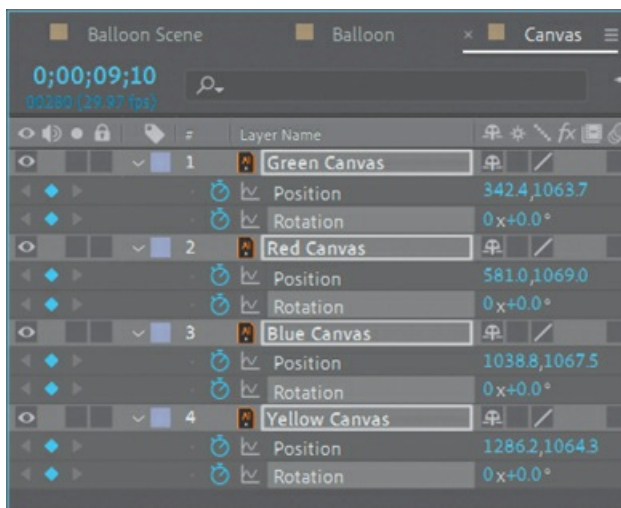 Balloon Scene Balloon × Canvas ≡
0;00;09;10
00280 (29.97 fps)
# Layer Name fx
1 Green Canvas
Position 342.4,1063.7
Rotation 0x+0.0°
2 Red Canvas
Position 581.0,1069.0
Rotation 0x+0.0°
3 Blue Canvas
Position 1038.8,1067.5
Rotation 0x+0.0°
4 Yellow Canvas
Position 1286.2,1064.3
Rotation 0x+0.0°